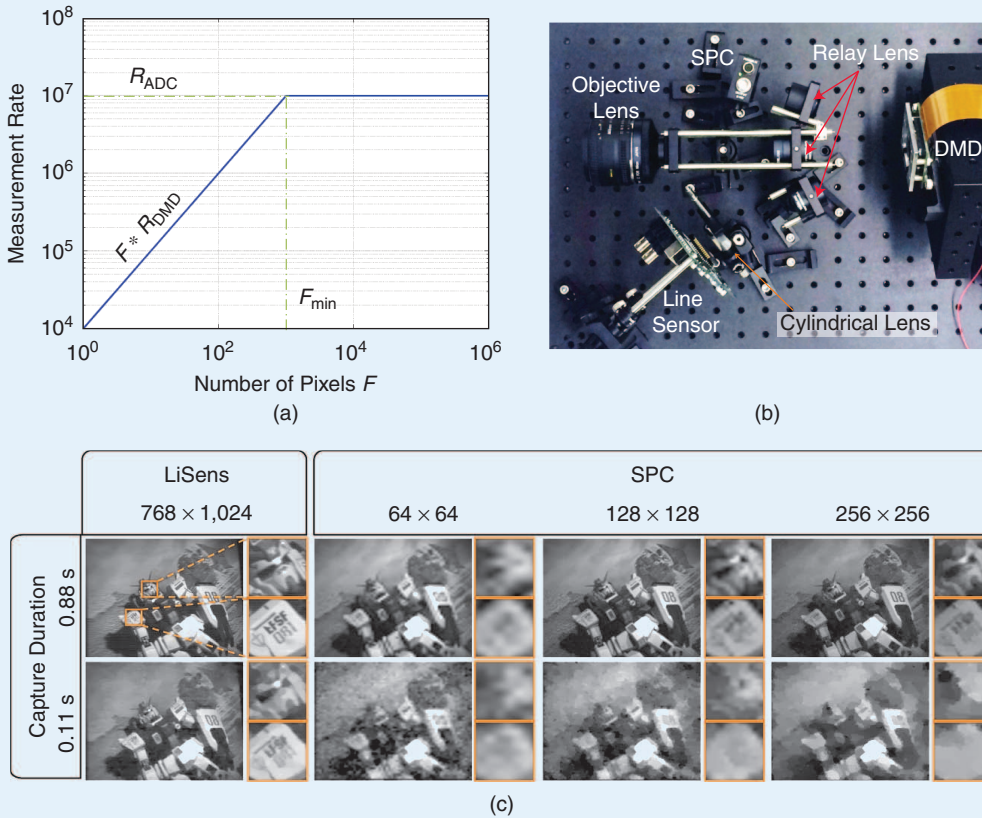 10^8
10^7
10^6
10^5
10^4
Measurement Rate
R_ADC
F * R_DMD
F_min
10^0
10^2
10^4
10^6
Number of Pixels F
(a)
SPC
Relay Lens
Objective
Lens
DMD
Line
Sensor
Cylindrical Lens
(b)
LiSens
SPC
768 × 1,024
64 × 64
128 × 128
256 × 256
Capture Duration
0.88 s
0.11 s
(c)